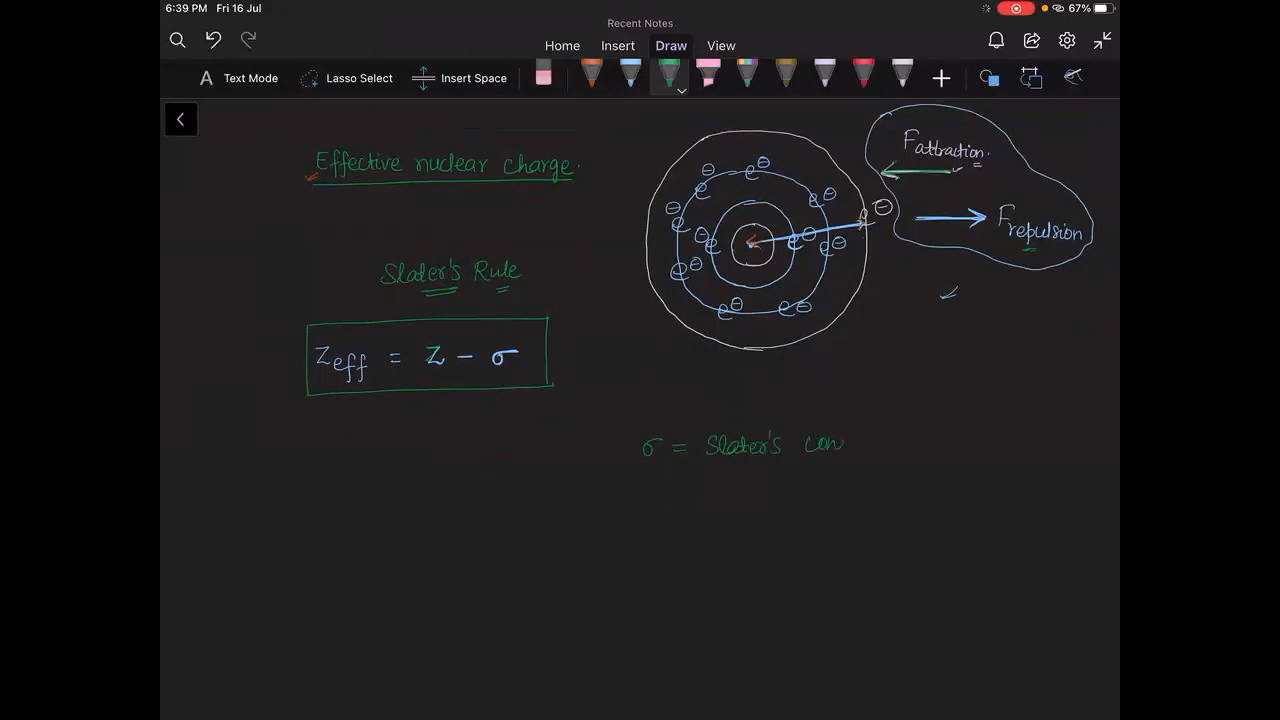 6:39 PM Fri 16 Jul
67%
Recent Notes
Home Insert Draw View
A Text Mode Lasso Select Insert Space
Effective nuclear charge.
Slater's Rule
Zeff = Z - σ
Fattraction.
Frepulsion
e⊖ e⊖ e⊖
e⊖ e⊖
e⊖ e⊖ e⊖
e⊖
e⊖ e⊖
σ = Slater's con